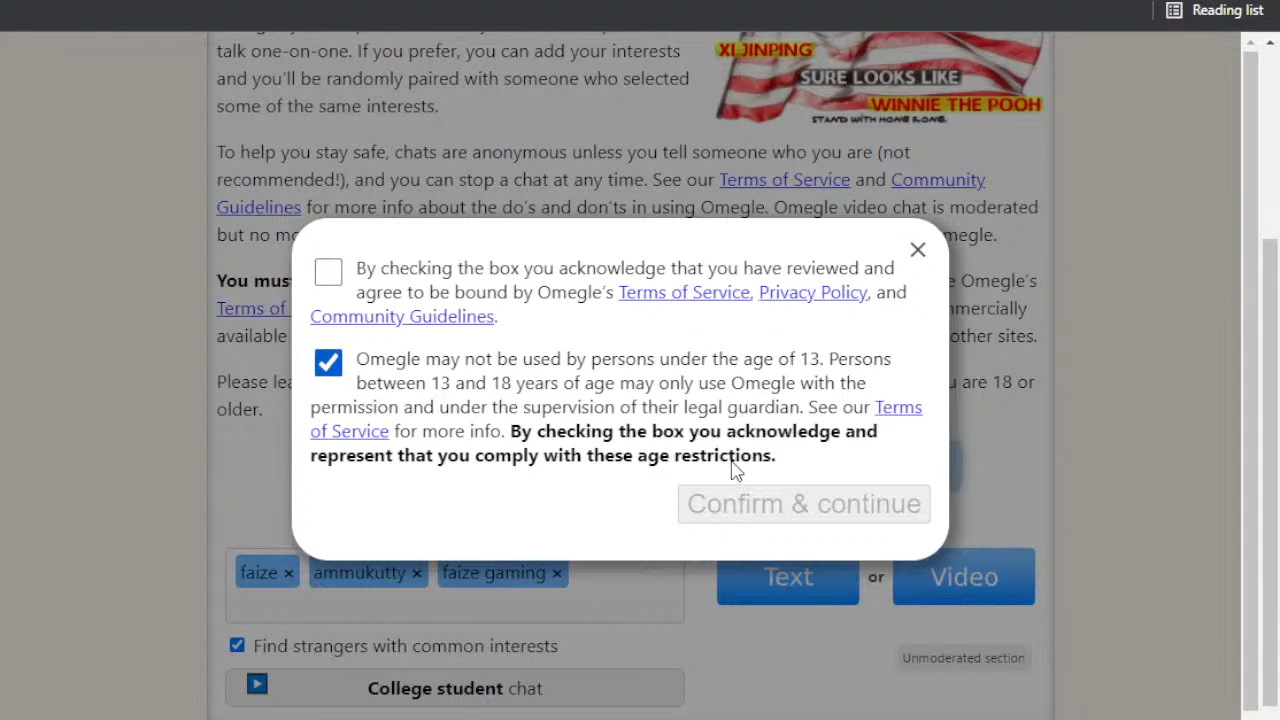 Reading list
talk one-on-one. If you prefer, you can add your interests
and you'll be randomly paired with someone who selected
some of the same interests.
XI JINPING
SURE LOOKS LIKE
WINNIE THE POOH
STAND WITH HONG KONG.
To help you stay safe, chats are anonymous unless you tell someone who you are (not
recommended!), and you can stop a chat at any time. See our Terms of Service and Community
Guidelines for more info about the do's and don'ts in using Omegle. Omegle video chat is moderated
but no mo
megle.
You must
e Omegle's
Terms of
mmercially
available
other sites.
Please lea
u are 18 or
older.
×
By checking the box you acknowledge that you have reviewed and
agree to be bound by Omegle's Terms of Service, Privacy Policy, and
Community Guidelines.
Omegle may not be used by persons under the age of 13. Persons
between 13 and 18 years of age may only use Omegle with the
permission and under the supervision of their legal guardian. See our Terms
of Service for more info. By checking the box you acknowledge and
represent that you comply with these age restrictions.
Confirm & continue
faize × ammukutty × faize gaming ×
Text or Video
Find strangers with common interests
Unmoderated section
College student chat